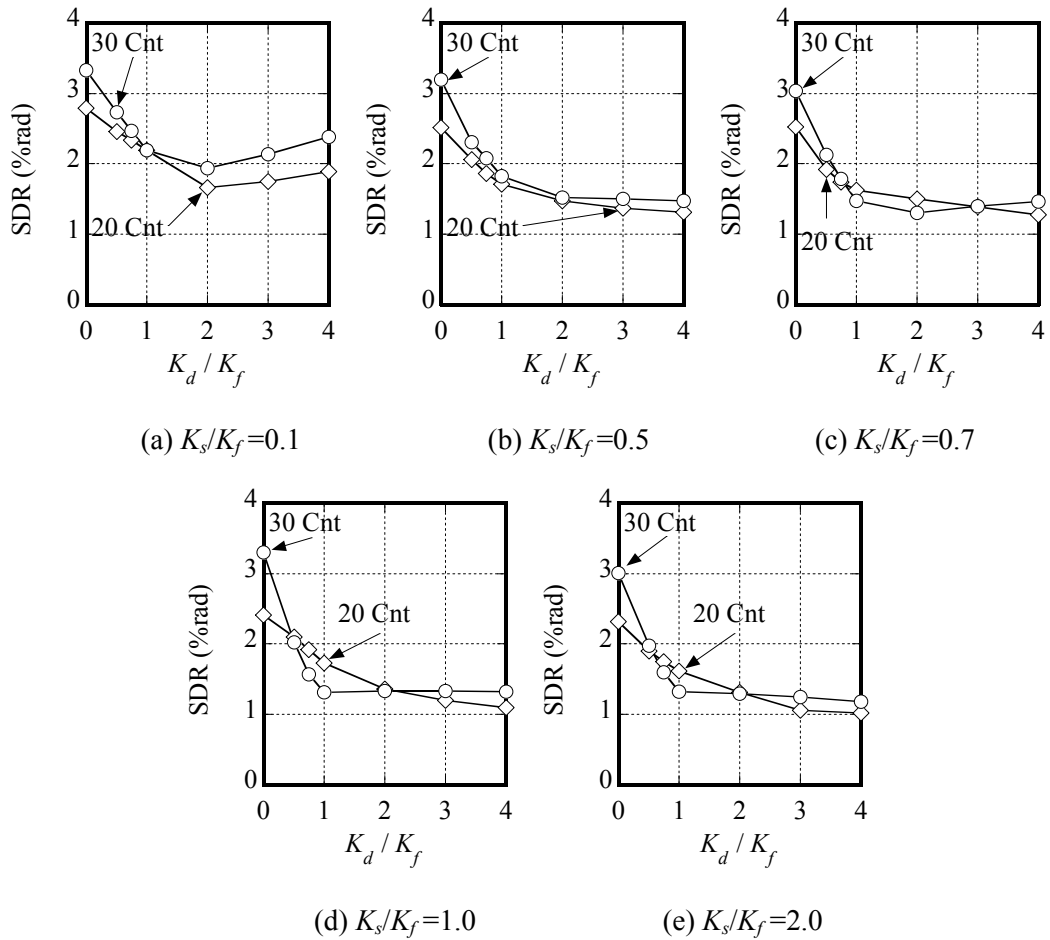 4
3
2
1
0
SDR (%rad)
30 Cnt
20 Cnt
0 1 2 3 4
K_d / K_f
(a) K_s/K_f =0.1
4
3
2
1
0
SDR (%rad)
30 Cnt
20 Cnt
0 1 2 3 4
K_d / K_f
(b) K_s/K_f =0.5
4
3
2
1
0
SDR (%rad)
30 Cnt
20 Cnt
0 1 2 3 4
K_d / K_f
(c) K_s/K_f =0.7
4
3
2
1
0
SDR (%rad)
30 Cnt
20 Cnt
0 1 2 3 4
K_d / K_f
(d) K_s/K_f =1.0
4
3
2
1
0
SDR (%rad)
30 Cnt
20 Cnt
0 1 2 3 4
K_d / K_f
(e) K_s/K_f =2.0